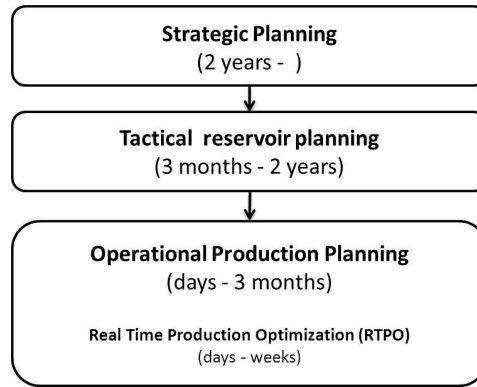 Strategic Planning
(2 years - )
Tactical reservoir planning
(3 months - 2 years)
Operational Production Planning
(days - 3 months)
Real Time Production Optimization (RTPO)
(days - weeks)